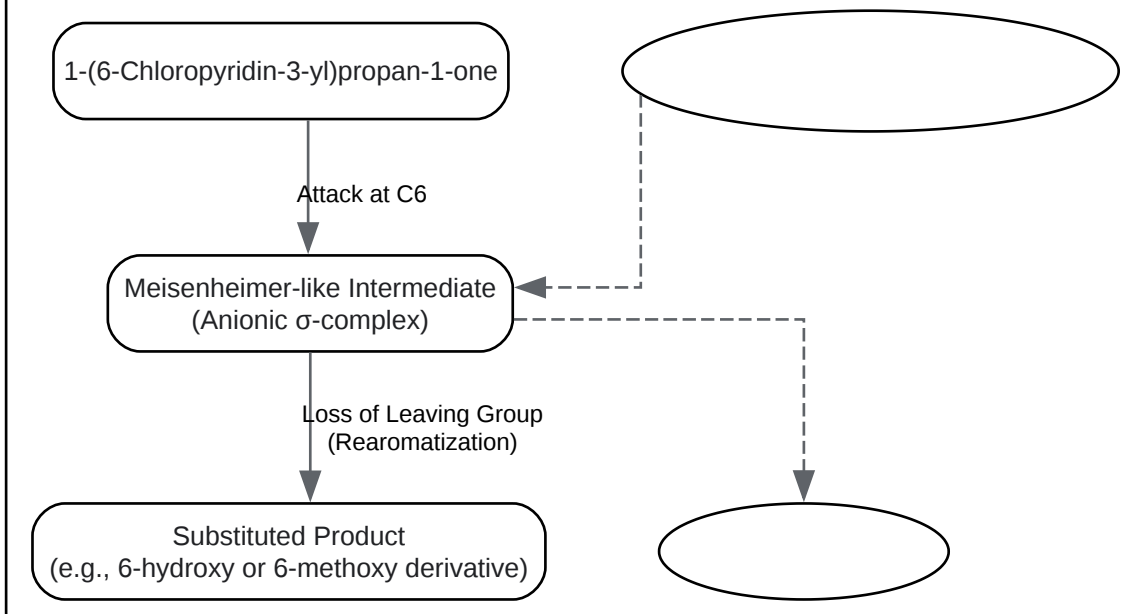 1-(6-Chloropyridin-3-yl)propan-1-one
Attack at C6
Meisenheimer-like Intermediate
(Anionic σ-complex)
Loss of Leaving Group
(Rearomatization)
Substituted Product
(e.g., 6-hydroxy or 6-methoxy derivative)